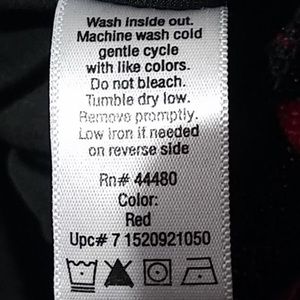 Wash inside out.
Machine wash cold
gentle cycle
with like colors.
Do not bleach.
Tumble dry low.
Remove promptly.
Low iron if needed
on reverse side
Rn# 44480
Color:
Red
Upc# 7 1520921050